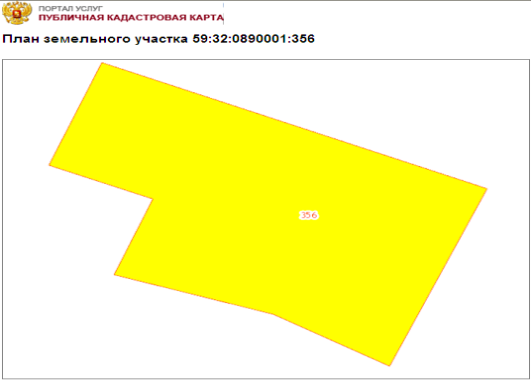 ПОРТАЛ УСЛУГ
ПУБЛИЧНАЯ КАДАСТРОВАЯ КАРТА
План земельного участка 59:32:0890001:356
356